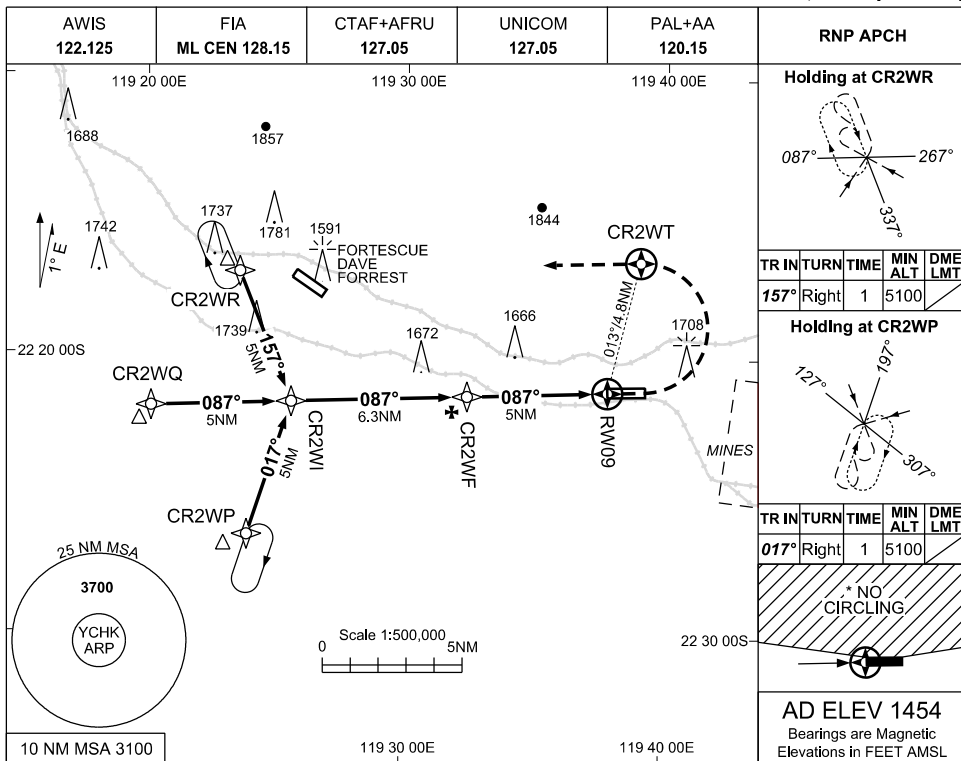 AWIS
122.125
FIA
ML CEN 128.15
CTAF+AFRU
127.05
UNICOM
127.05
PAL+AA
120.15
RNP APCH
119 20 00E
119 30 00E
119 40 00E
1688
1857
1742
1737
1781
1591
1844
1° E
FORTESCUE
DAVE
FORREST
CR2WR
CR2WT
013°/4.8NM
1739
157°
5NM
1672
1666
1708
22 20 00S
CR2WQ
087°
5NM
CR2WI
087°
6.3NM
CR2WF
087°
5NM
RW09
MINES
017°
5NM
CR2WP
25 NM MSA
3700
YCHK
ARP
10 NM MSA 3100
Scale 1:500,000
0
5NM
22 30 00S
119 30 00E
119 40 00E
Holding at CR2WR
087°
267°
337°
TR IN TURN TIME MIN ALT DME LMT
157° Right 1 5100
Holding at CR2WP
197°
127°
307°
TR IN TURN TIME MIN ALT DME LMT
017° Right 1 5100
* NO
CIRCLING
AD ELEV 1454
Bearings are Magnetic
Elevations in FEET AMSL